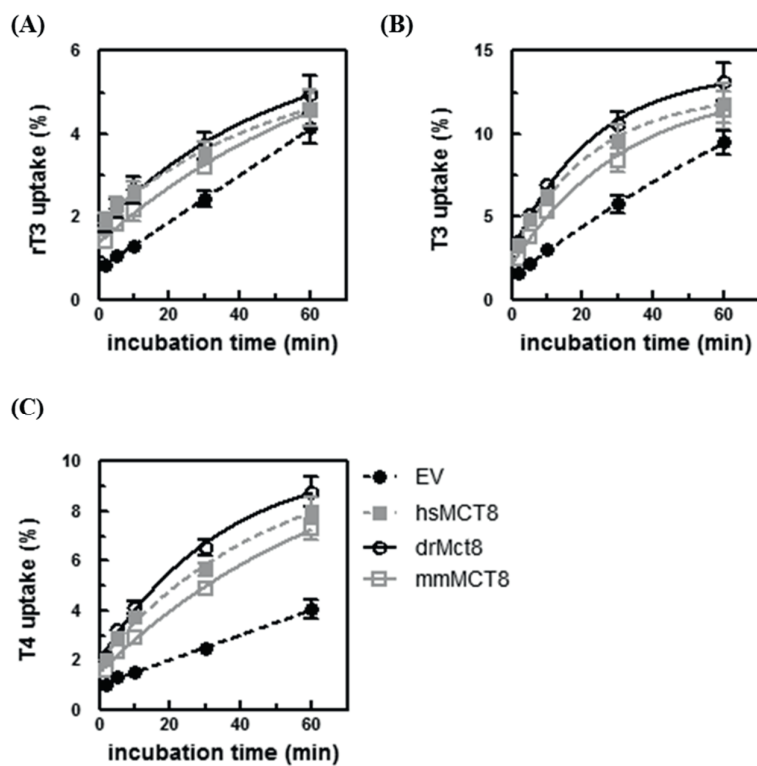 (A)
(B)
6
4
2
0
rT3 uptake (%)
0 20 40 60
incubation time (min)
15
10
5
0
T3 uptake (%)
0 20 40 60
incubation time (min)
(C)
10
8
6
4
2
0
T4 uptake (%)
0 20 40 60
incubation time (min)
EV
hsMCT8
drMct8
mmMCT8